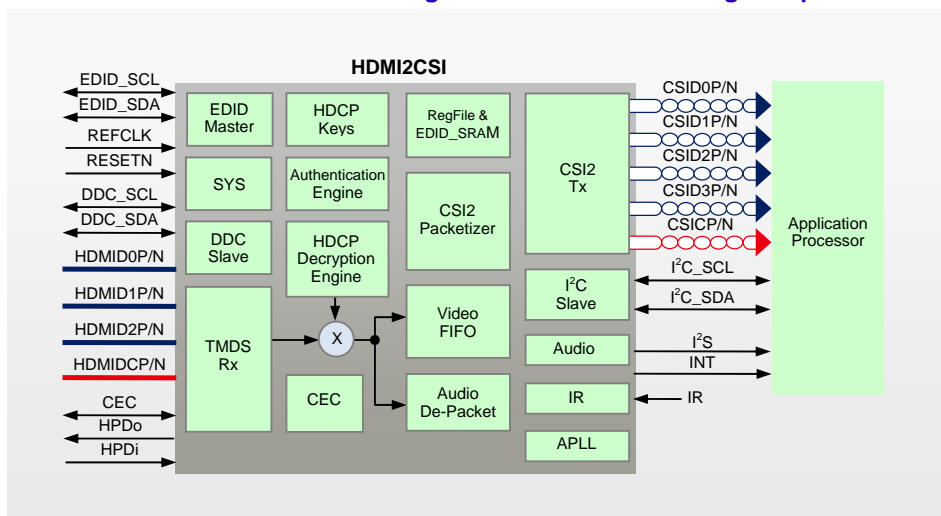 HDMI2CSI
EDID_SCL
EDID_SDA
REFCLK
RESETN
DDC_SCL
DDC_SDA
HDMID0P/N
HDMID1P/N
HDMID2P/N
HDMIDCP/N
CEC
HPDo
HPDi
EDID
Master
SYS
DDC
Slave
TMDS
Rx
HDCP
Keys
Authentication
Engine
HDCP
Decryption
Engine
X
CEC
RegFile &
EDID_SRAM
CSI2
Packetizer
Video
FIFO
Audio
De-Packet
CSI2
Tx
I²C
Slave
Audio
IR
APLL
CSID0P/N
CSID1P/N
CSID2P/N
CSID3P/N
CSICP/N
I²C_SCL
I²C_SDA
I²S
INT
IR
Application
Processor